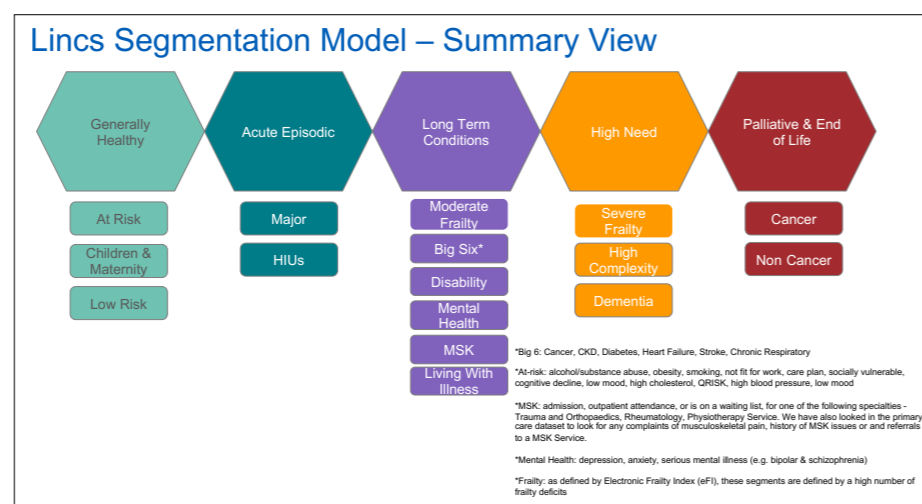 Lincs Segmentation Model – Summary View
Generally
Healthy
Acute Episodic
Long Term
Conditions
High Need
Palliative & End
of Life
At Risk
Children &
Maternity
Low Risk
Major
HIUs
Moderate
Frailty
Big Six*
Disability
Mental
Health
MSK
Living With
Illness
Severe
Frailty
High
Complexity
Dementia
Cancer
Non Cancer
*Big 6: Cancer, CKD, Diabetes, Heart Failure, Stroke, Chronic Respiratory
*At-risk: alcohol/substance abuse, obesity, smoking, not fit for work, care plan, socially vulnerable,
cognitive decline, low mood, high cholesterol, QRISK, high blood pressure, low mood
*MSK: admission, outpatient attendance, or is on a waiting list, for one of the following specialties -
Trauma and Orthopaedics, Rheumatology, Physiotherapy Service. We have also looked in the primary
care dataset to look for any complaints of musculoskeletal pain, history of MSK issues or and referrals
to a MSK Service.
*Mental Health: depression, anxiety, serious mental illness (e.g. bipolar & schizophrenia)
*Frailty: as defined by Electronic Frailty Index (eFI), these segments are defined by a high number of
frailty deficits